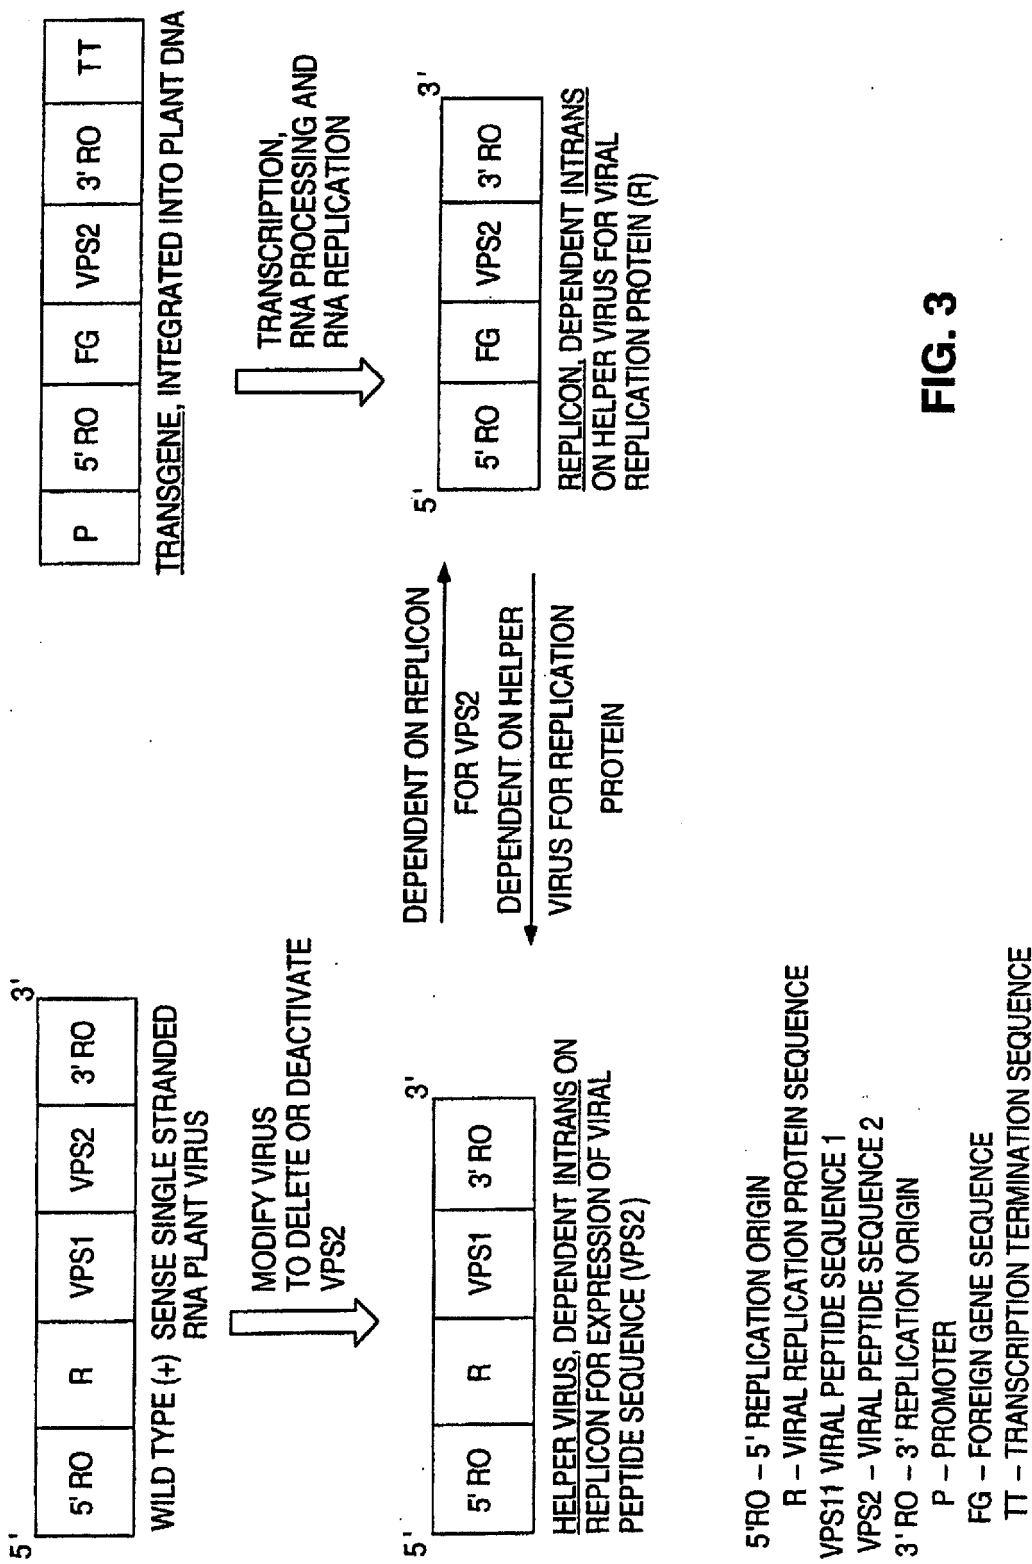 5' 3'
5' RO R VPS1 VPS2 3' RO
WILD TYPE (+) SENSE SINGLE STRANDED
RNA PLANT VIRUS
MODIFY VIRUS
TO DELETE OR DEACTIVATE
VPS2
5' 3'
5' RO R VPS1 3' RO
HELPER VIRUS, DEPENDENT INTRANS ON
REPLICON FOR EXPRESSION OF VIRAL
PEPTIDE SEQUENCE (VPS2)
P 5' RO FG VPS2 3' RO TT
TRANSGENE, INTEGRATED INTO PLANT DNA
TRANSCRIPTION,
RNA PROCESSING AND
RNA REPLICATION
5' 3'
5' RO FG VPS2 3' RO
REPLICON, DEPENDENT INTRANS
ON HELPER VIRUS FOR VIRAL
REPLICATION PROTEIN (R)
DEPENDENT ON REPLICON
FOR VPS2
DEPENDENT ON HELPER
VIRUS FOR REPLICATION
PROTEIN
5'RO – 5' REPLICATION ORIGIN
R – VIRAL REPLICATION PROTEIN SEQUENCE
VPS11 VIRAL PEPTIDE SEQUENCE 1
VPS2 – VIRAL PEPTIDE SEQUENCE 2
3' RO – 3' REPLICATION ORIGIN
P – PROMOTER
FG – FOREIGN GENE SEQUENCE
TT – TRANSCRIPTION TERMINATION SEQUENCE
FIG. 3